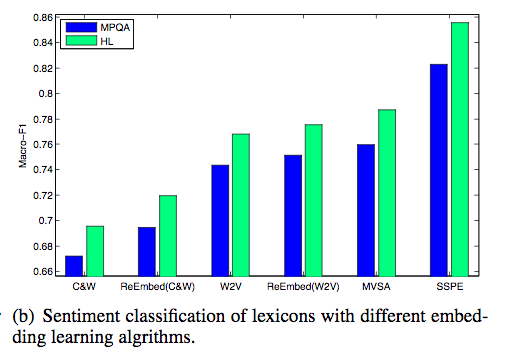 0.86
0.84
0.82
0.8
0.78
0.76
0.74
0.72
0.7
0.68
0.66
Macro-F1
MPQA
HL
C&W ReEmbed(C&W) W2V ReEmbed(W2V) MVSA SSPE
(b) Sentiment classification of lexicons with different embed-
ding learning algrithms.